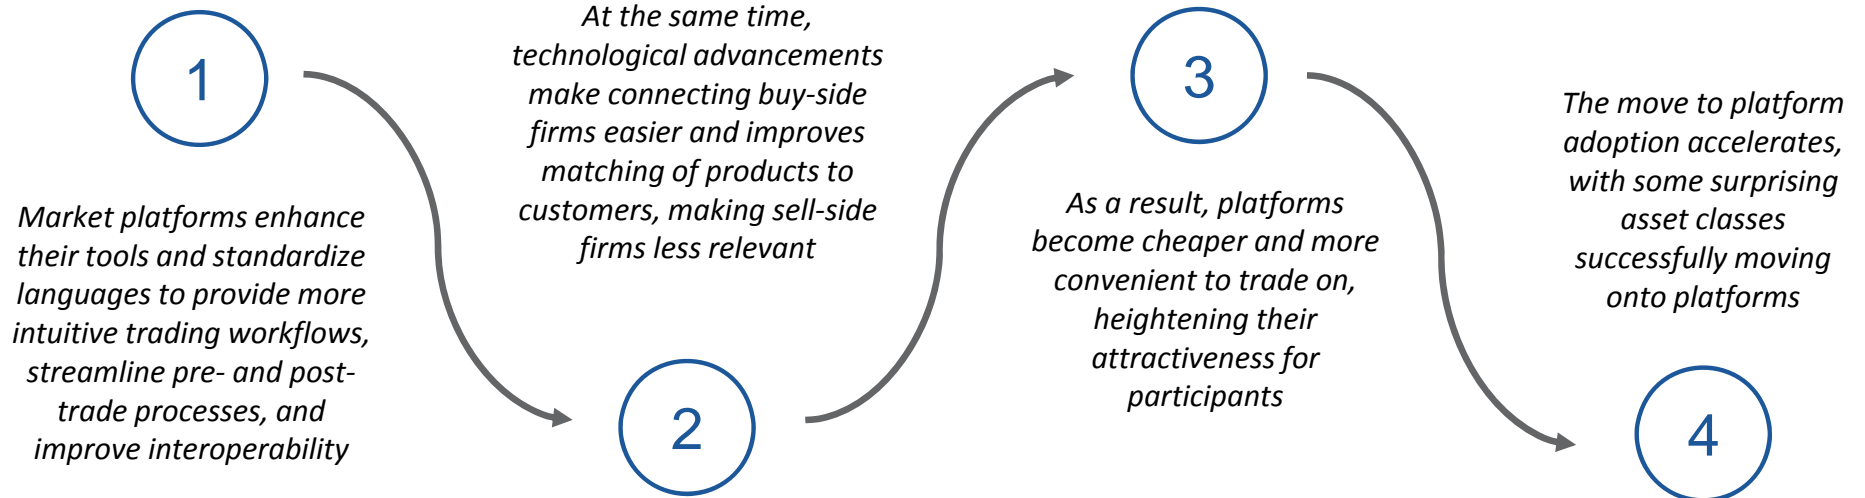 1
Market platforms enhance
their tools and standardize
languages to provide more
intuitive trading workflows,
streamline pre- and post-
trade processes, and
improve interoperability
At the same time,
technological advancements
make connecting buy-side
firms easier and improves
matching of products to
customers, making sell-side
firms less relevant
2
3
As a result, platforms
become cheaper and more
convenient to trade on,
heightening their
attractiveness for
participants
The move to platform
adoption accelerates,
with some surprising
asset classes
successfully moving
onto platforms
4